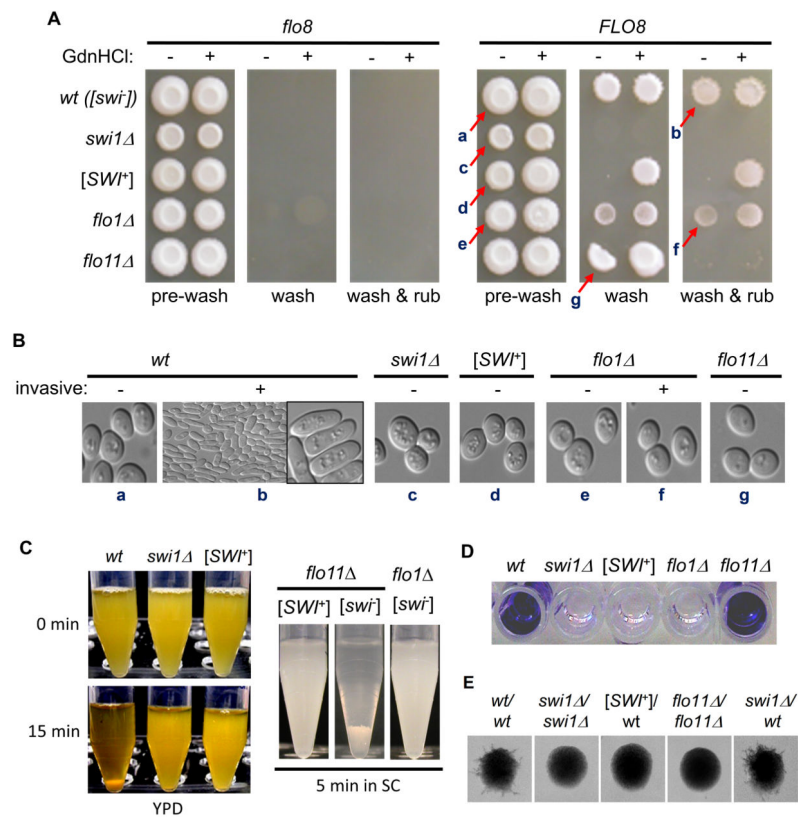 A
flo8
FLO8
GdnHCl: - + - + - + - + - + - +
wt ([swi-])
a
b
swi1Δ
c
[SWI+]
d
flo1Δ
e
f
flo11Δ
g
pre-wash wash wash & rub pre-wash wash wash & rub
B
wt swi1Δ [SWI+] flo1Δ flo11Δ
invasive: - + - - - + -
a b c d e f g
C
wt swi1Δ [SWI+]
0 min
15 min
YPD
flo11Δ flo1Δ
[SWI+] [swi-] [swi-]
5 min in SC
D
wt swi1Δ [SWI+] flo1Δ flo11Δ
E
wt/ swi1Δ/ [SWI+]/ flo11Δ/ swi1Δ/
wt swi1Δ wt flo11Δ wt